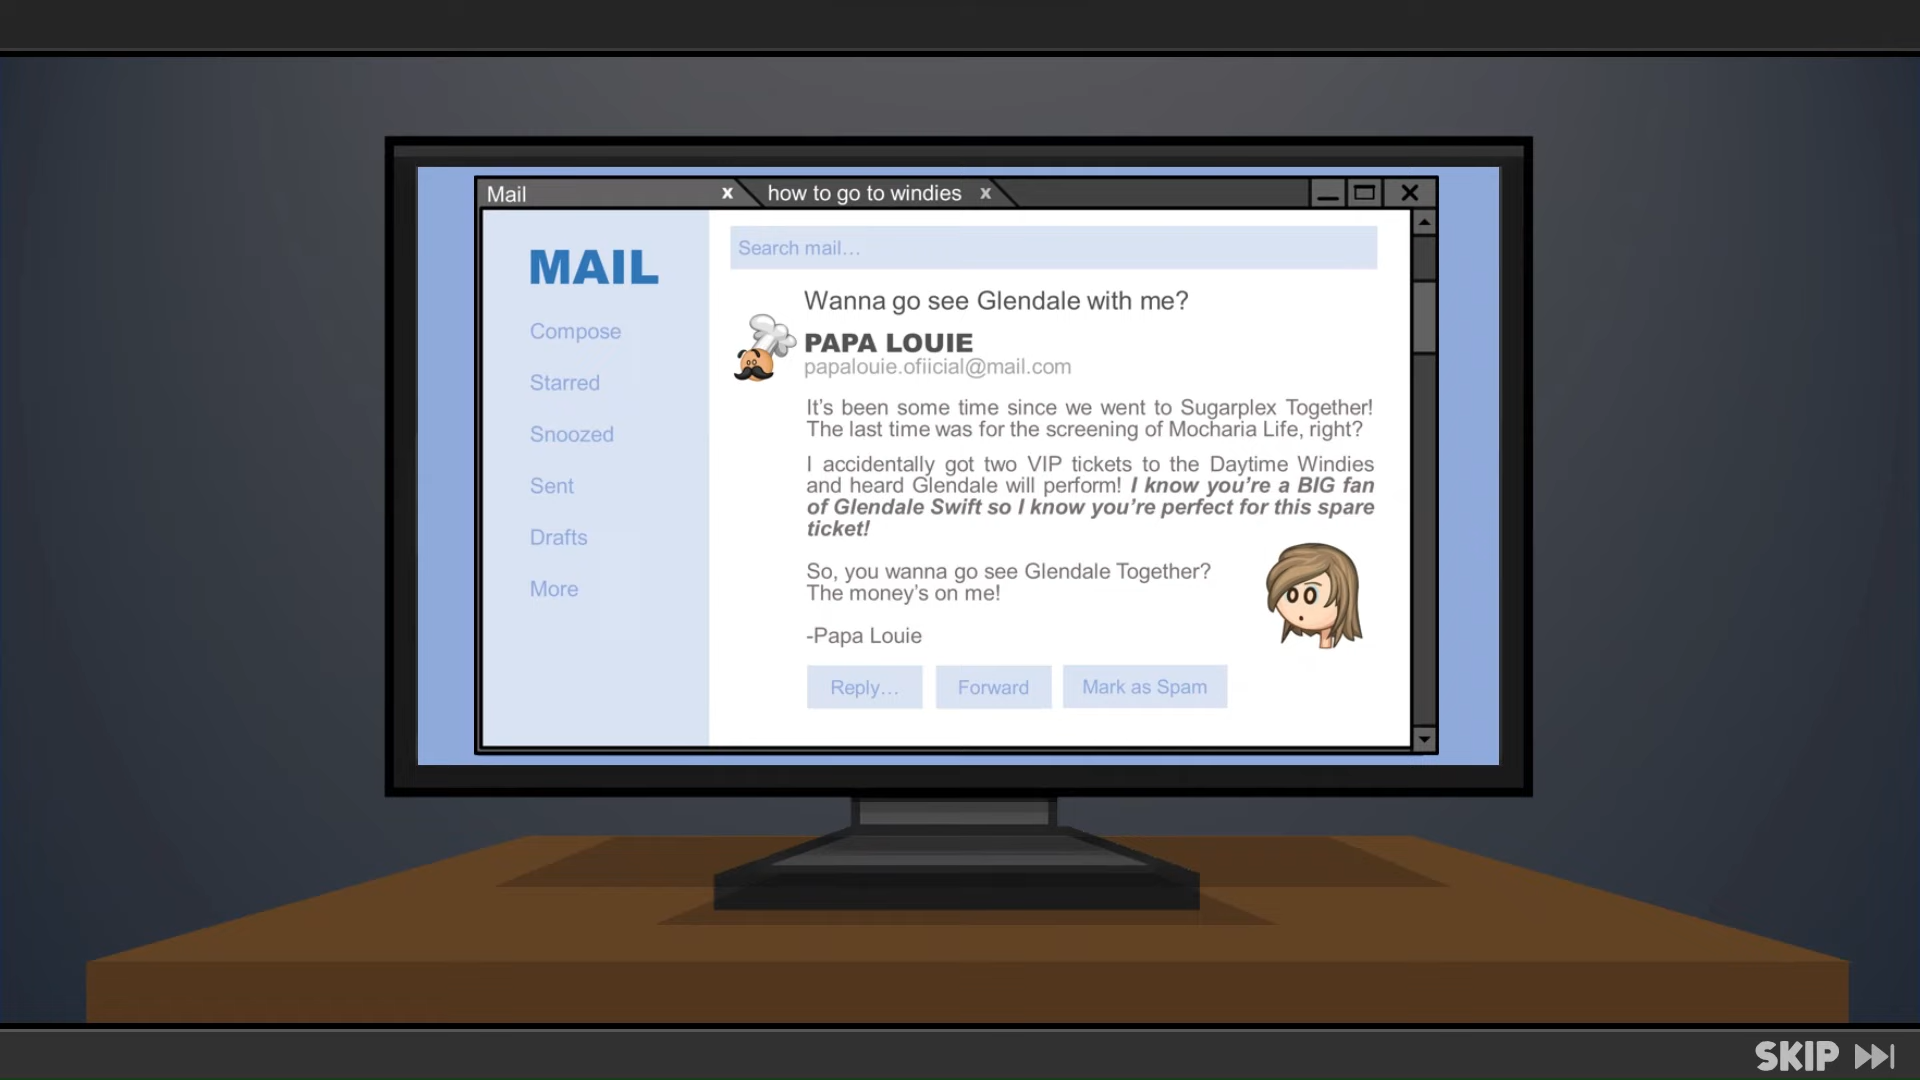 Mail x how to go to windies x
MAIL
Compose
Starred
Snoozed
Sent
Drafts
More
Search mail...
Wanna go see Glendale with me?
PAPA LOUIE
papalouie.ofiicial@mail.com
It's been some time since we went to Sugarplex Together!
The last time was for the screening of Mocharia Life, right?
I accidentally got two VIP tickets to the Daytime Windies
and heard Glendale will perform! I know you're a BIG fan
of Glendale Swift so I know you're perfect for this spare
ticket!
So, you wanna go see Glendale Together?
The money's on me!
-Papa Louie
Reply... Forward Mark as Spam
SKIP